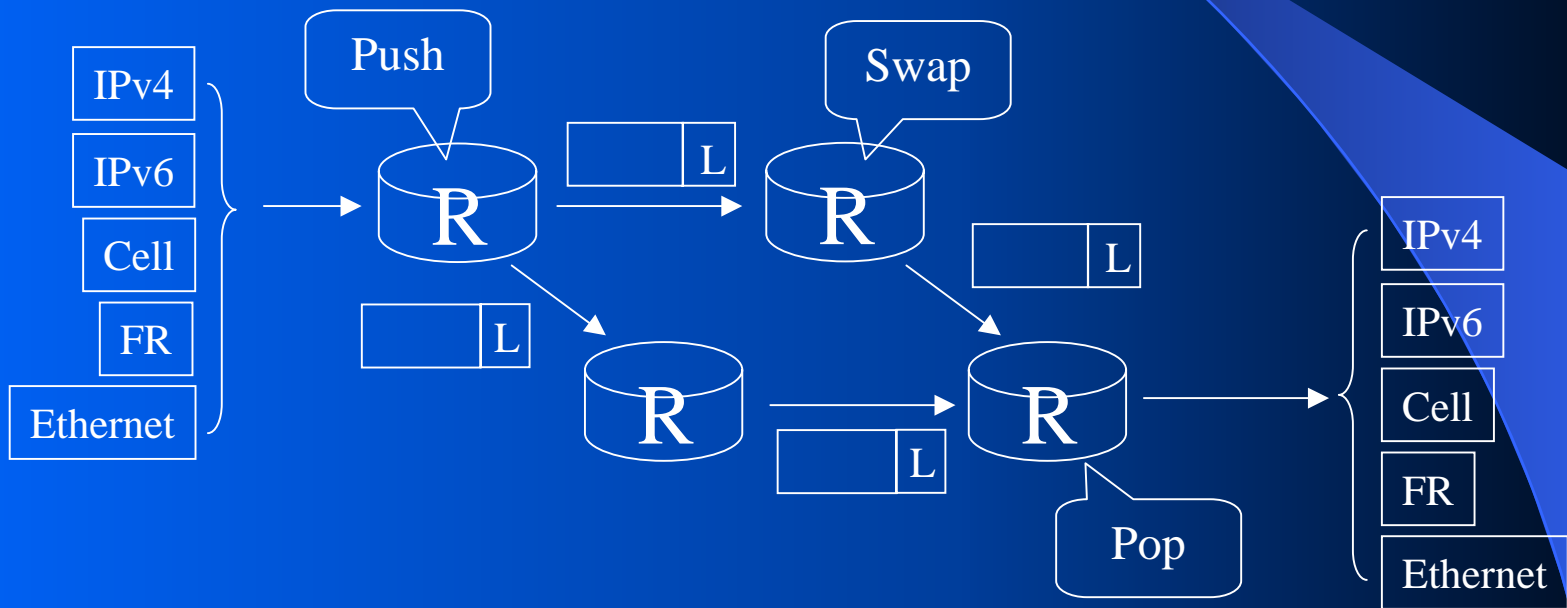 Push
Swap
IPv4
IPv6
Cell
FR
Ethernet
R
L
R
L
L
R
L
R
Pop
IPv4
IPv6
Cell
FR
Ethernet